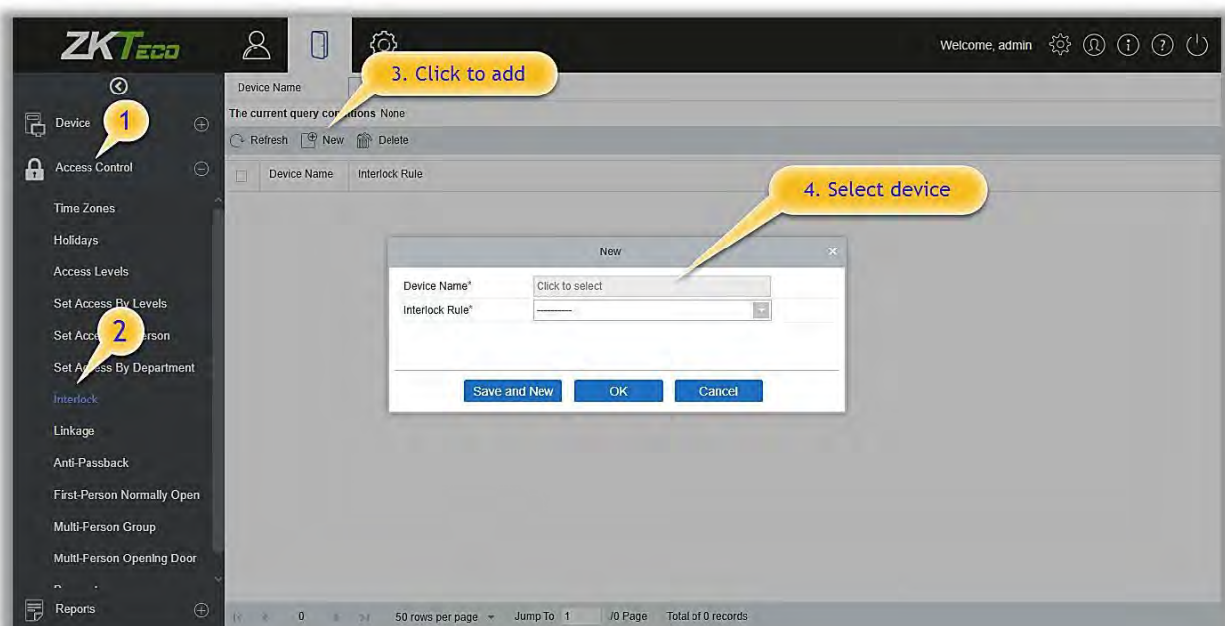 ZKTeco
Welcome, admin
3. Click to add
Device Name
The current query conditions None
1
Device
Refresh New Delete
Access Control
Device Name Interlock Rule
4. Select device
Time Zones
Holidays
Access Levels
Set Access By Levels
2
Set Acce erson
Set Access By Department
Interlock
Linkage
Anti-Passback
First-Person Normally Open
Multi-Person Group
Multi-Person Opening Door
Reports
New
Device Name* Click to select
Interlock Rule* ----------
Save and New OK Cancel
0 50 rows per page Jump To 1 /0 Page Total of 0 records